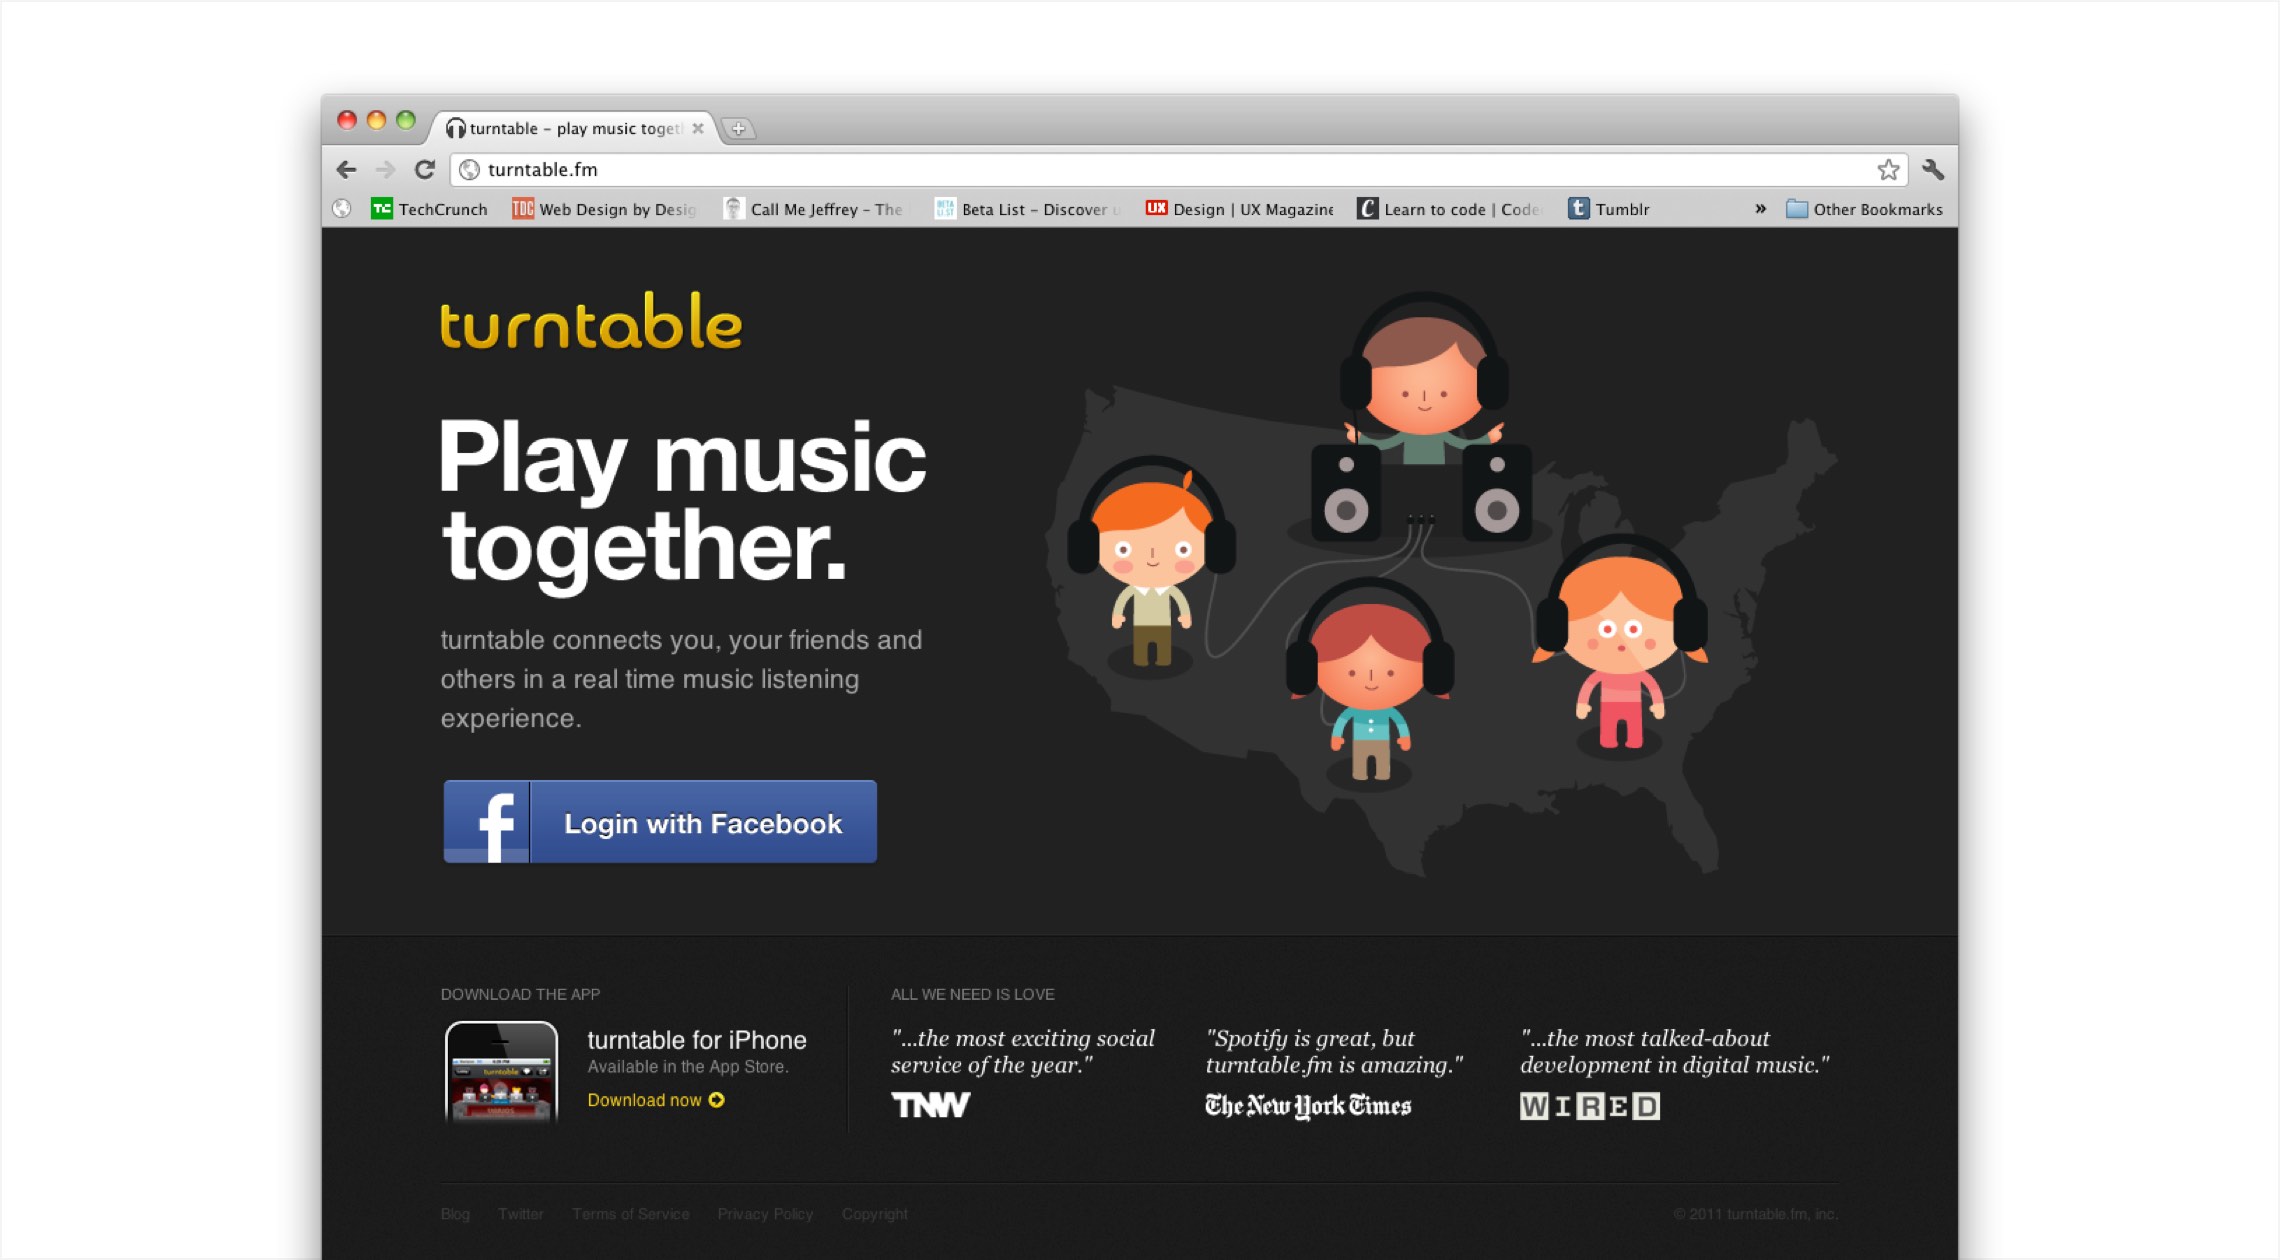 turntable – play music toget
turntable.fm
TechCrunch
TDC Web Design by Desig
Call Me Jeffrey – The
BETA LIST Beta List – Discover u
UX Design | UX Magazine
Learn to code | Code
Tumblr
» Other Bookmarks
turntable
Play music
together.
turntable connects you, your friends and
others in a real time music listening
experience.
f Login with Facebook
DOWNLOAD THE APP
turntable for iPhone
Available in the App Store.
Download now
turntable
ALL WE NEED IS LOVE
"...the most exciting social
service of the year."
TNW
"Spotify is great, but
turntable.fm is amazing."
The New York Times
"...the most talked-about
development in digital music."
WIRED
Blog Twitter Terms of Service Privacy Policy Copyright
© 2011 turntable.fm, inc.